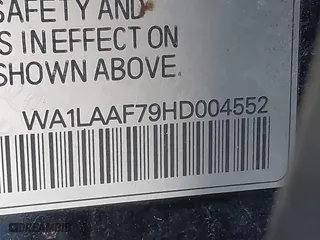 SAFETY AND
S IN EFFECT ON
SHOWN ABOVE.
WA1LAAF79HD004552